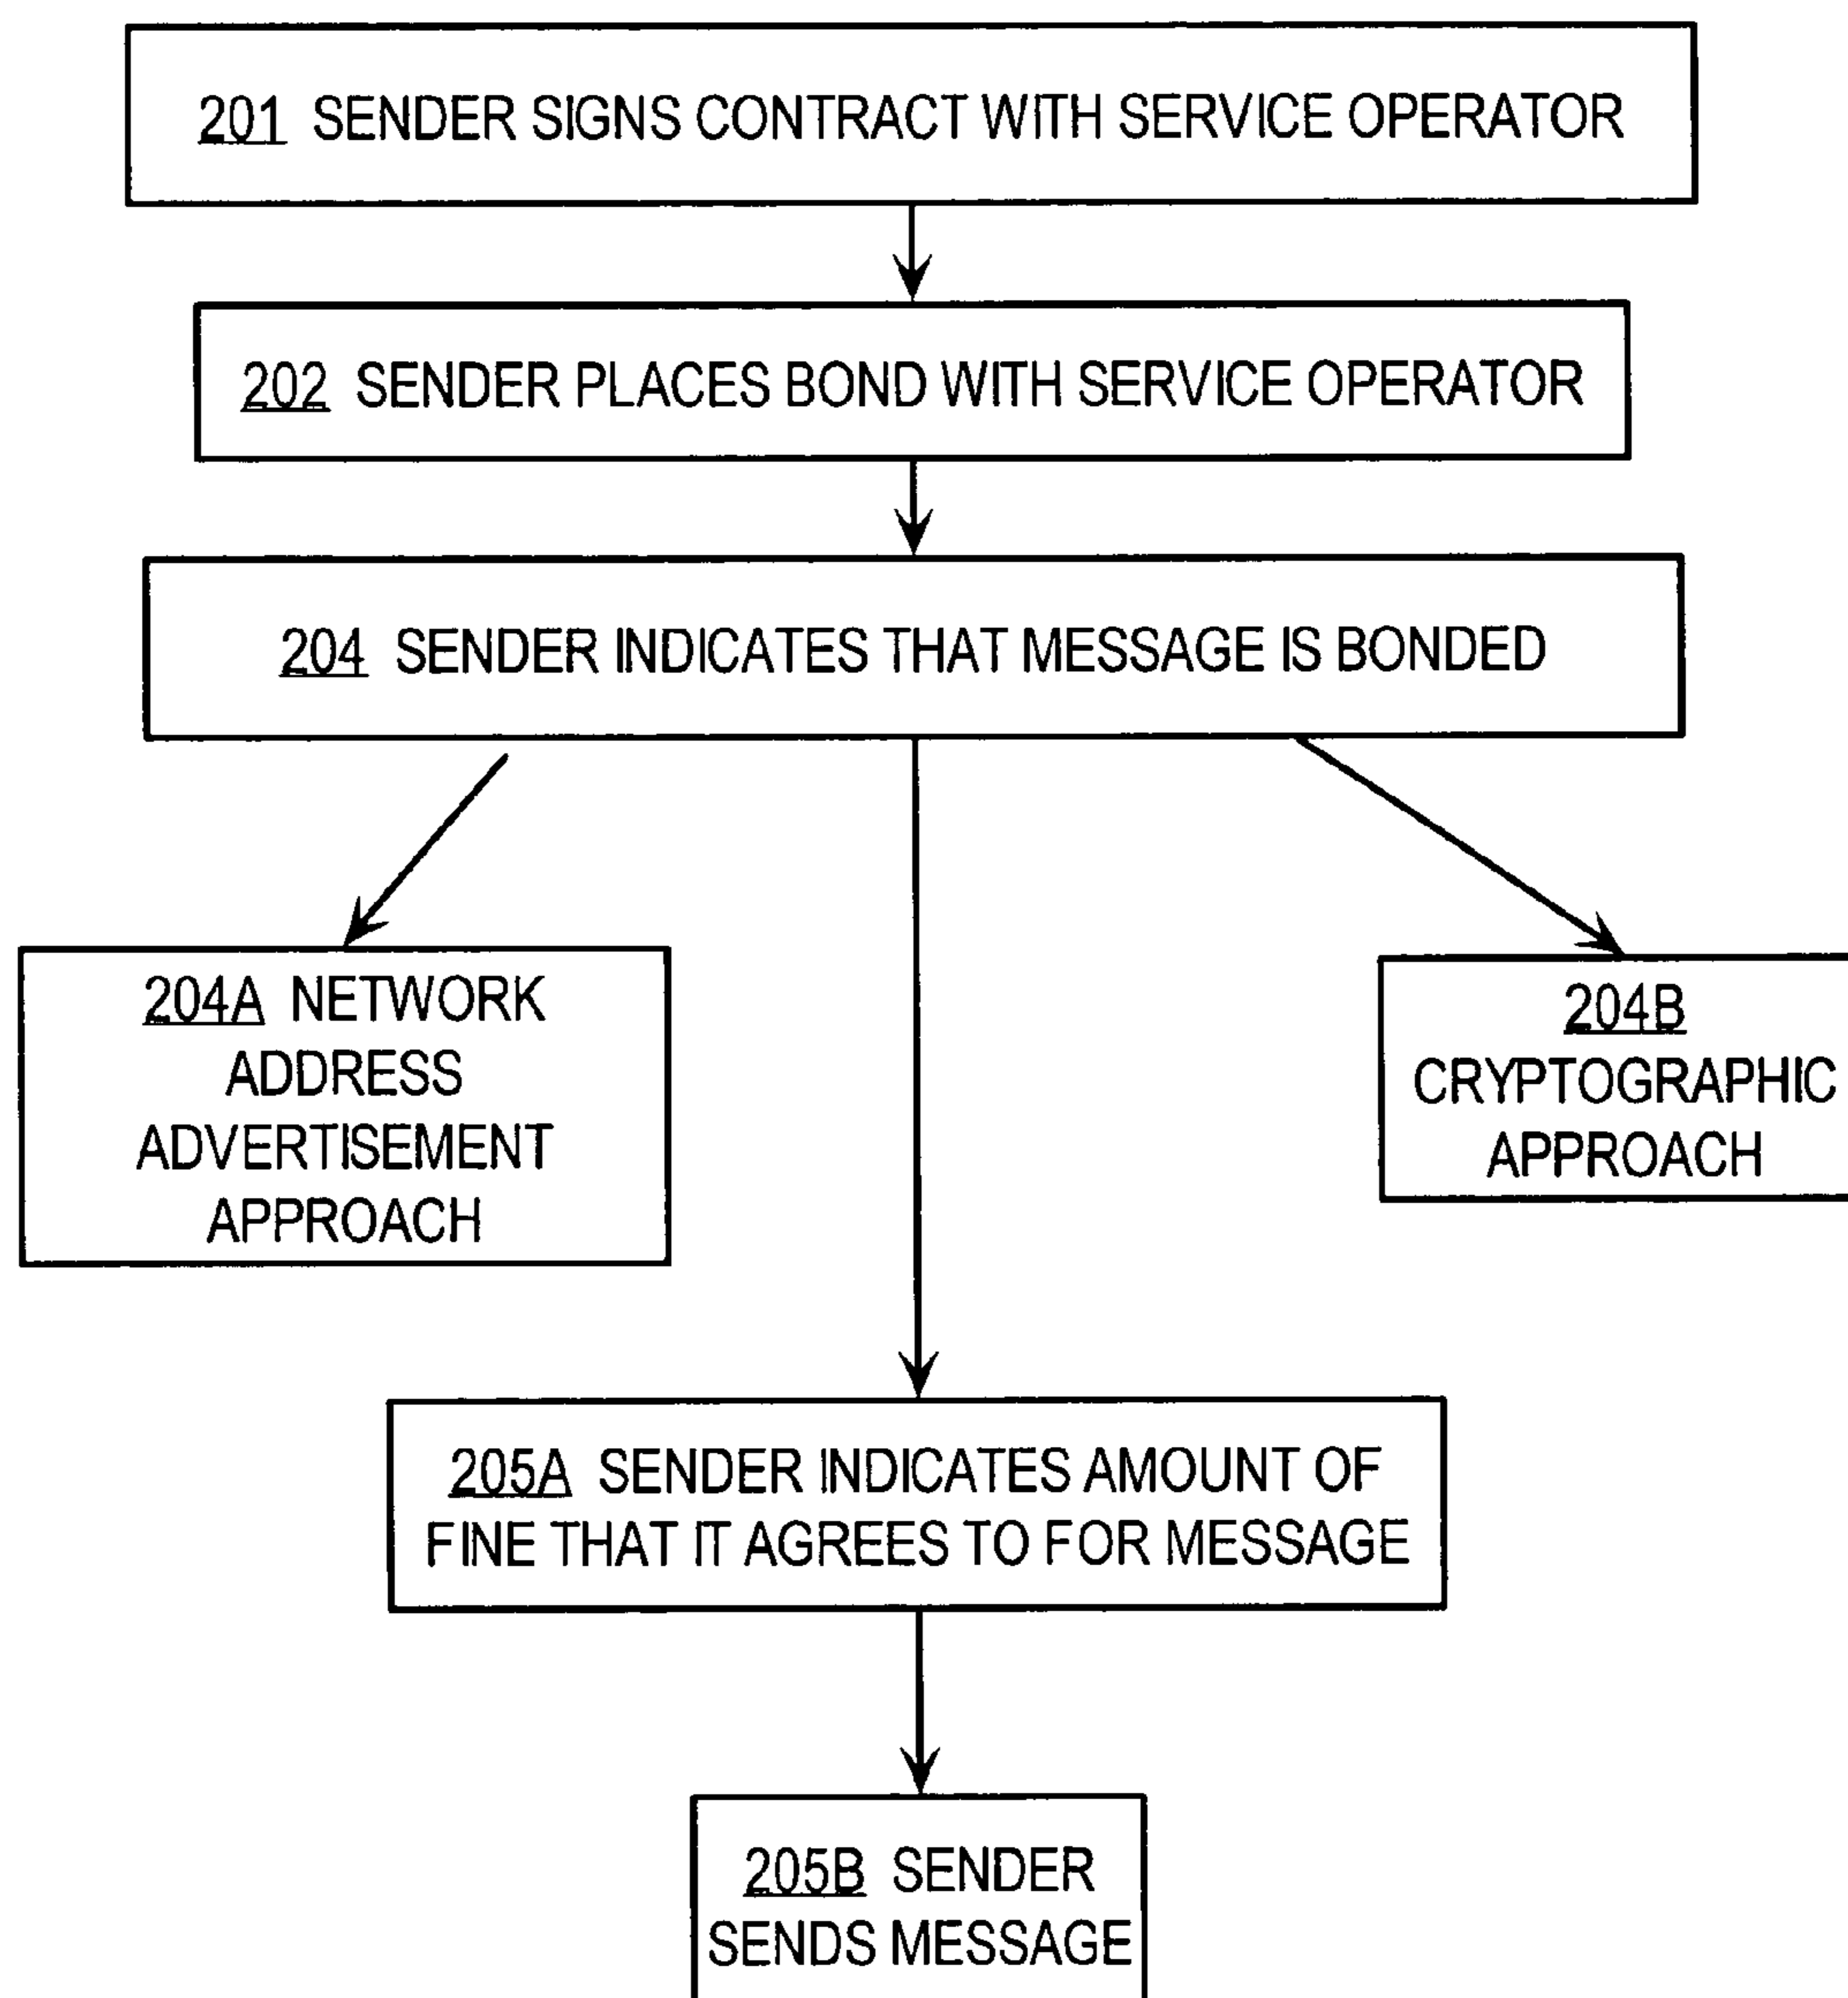 201 SENDER SIGNS CONTRACT WITH SERVICE OPERATOR
202 SENDER PLACES BOND WITH SERVICE OPERATOR
204 SENDER INDICATES THAT MESSAGE IS BONDED
204A NETWORK
ADDRESS
ADVERTISEMENT
APPROACH
204B
CRYPTOGRAPHIC
APPROACH
205A SENDER INDICATES AMOUNT OF
FINE THAT IT AGREES TO FOR MESSAGE
205B SENDER
SENDS MESSAGE